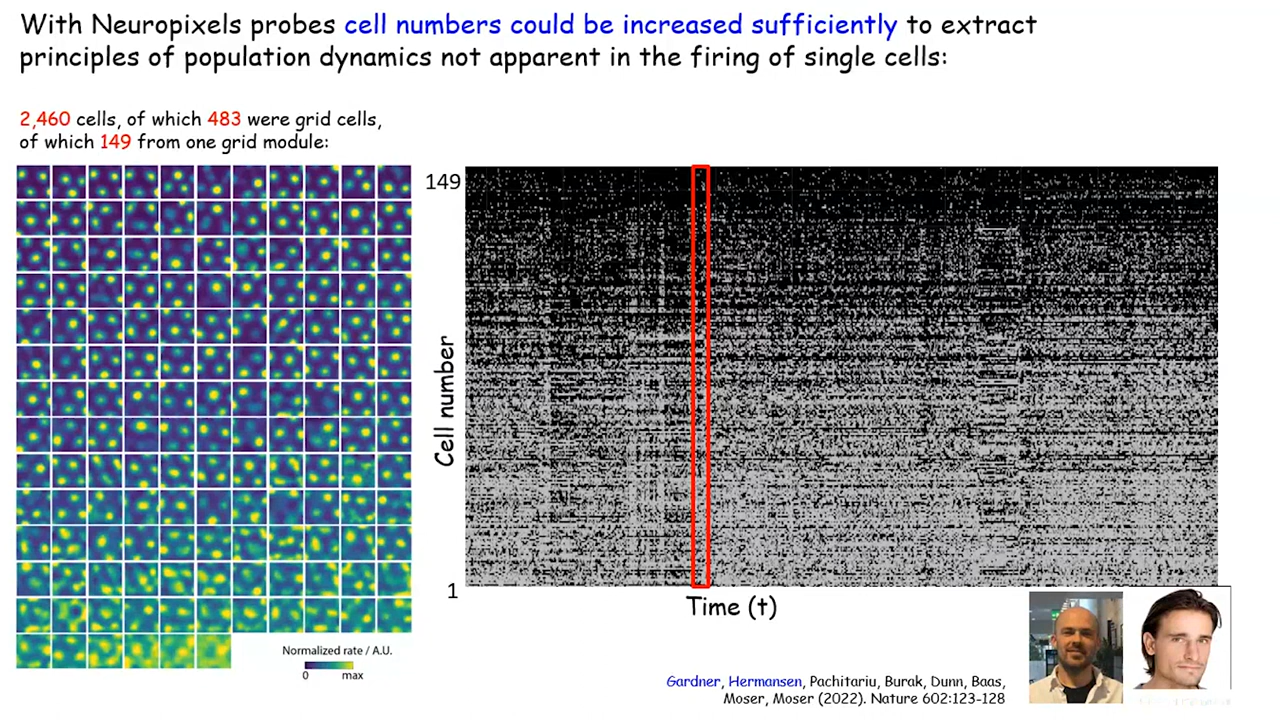 With Neuropixels probes cell numbers could be increased sufficiently to extract
principles of population dynamics not apparent in the firing of single cells:
2,460 cells, of which 483 were grid cells,
of which 149 from one grid module:
149
Cell number
1
Time (t)
Normalized rate / A.U.
0 max
Gardner, Hermansen, Pachitariu, Burak, Dunn, Baas,
Moser, Moser (2022). Nature 602:123-128